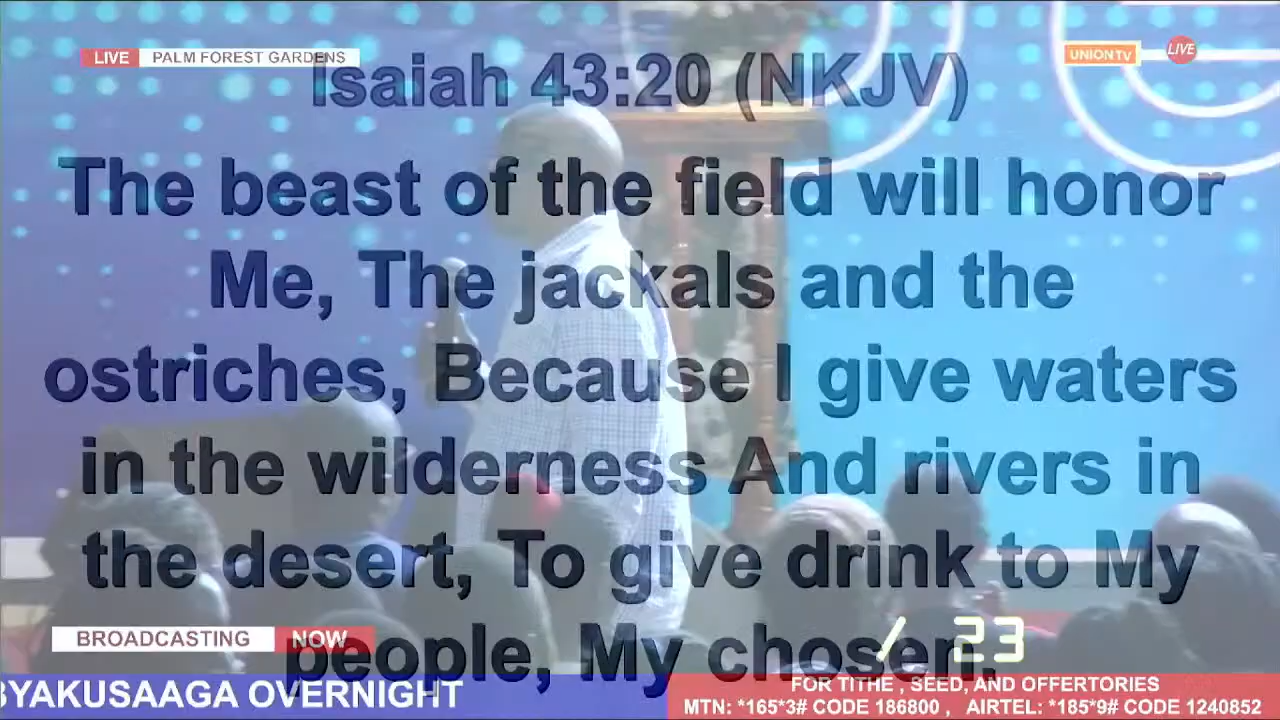 LIVE PALM FOREST GARDENS
UNION TV LIVE
Isaiah 43:20 (NKJV)
The beast of the field will honor
Me, The jackals and the
ostriches, Because I give waters
in the wilderness And rivers in
the desert, To give drink to My
people, My chosen.
/ 23
BROADCASTING NOW
BYAKUSAAGA OVERNIGHT
FOR TITHE , SEED, AND OFFERTORIES
MTN: *165*3# CODE 186800 , AIRTEL: *185*9# CODE 1240852